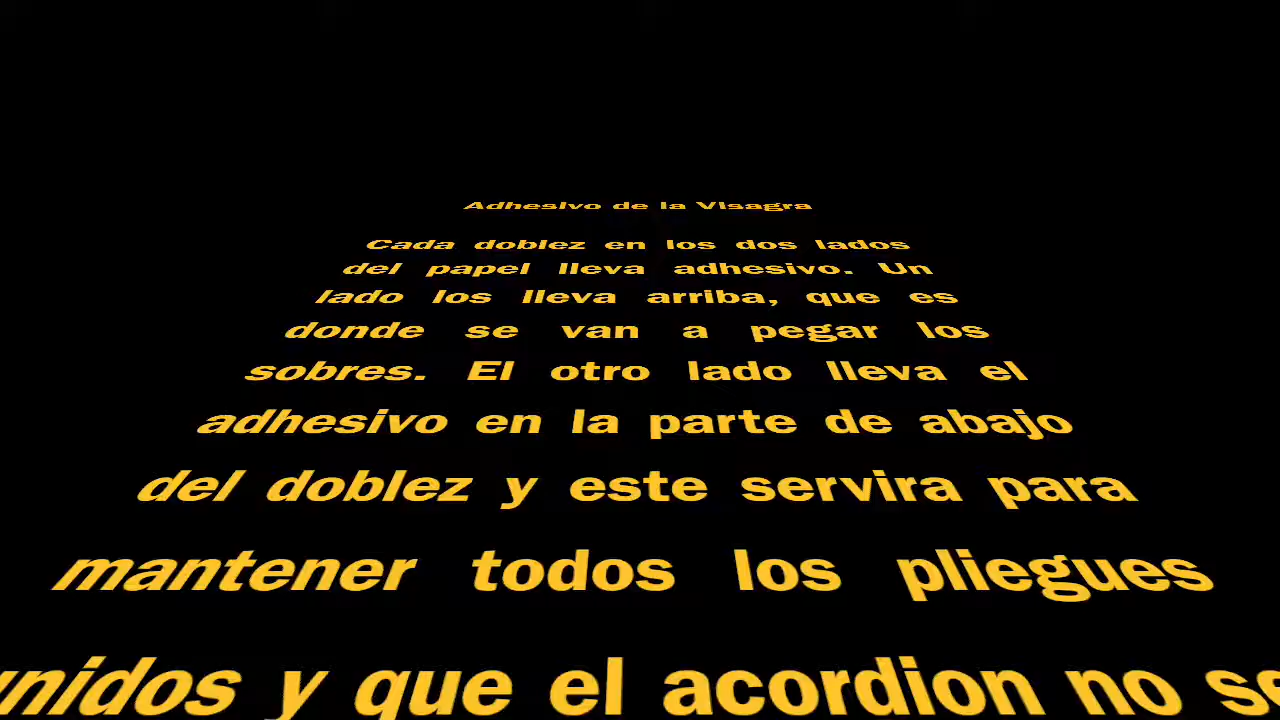 Adhesivo de la Visagra
Cada doblez en los dos lados
del papel lleva adhesivo. Un
lado los lleva arriba, que es
donde se van a pegar los
sobres. El otro lado lleva el
adhesivo en la parte de abajo
del doblez y este servira para
mantener todos los pliegues
y que el acordion no